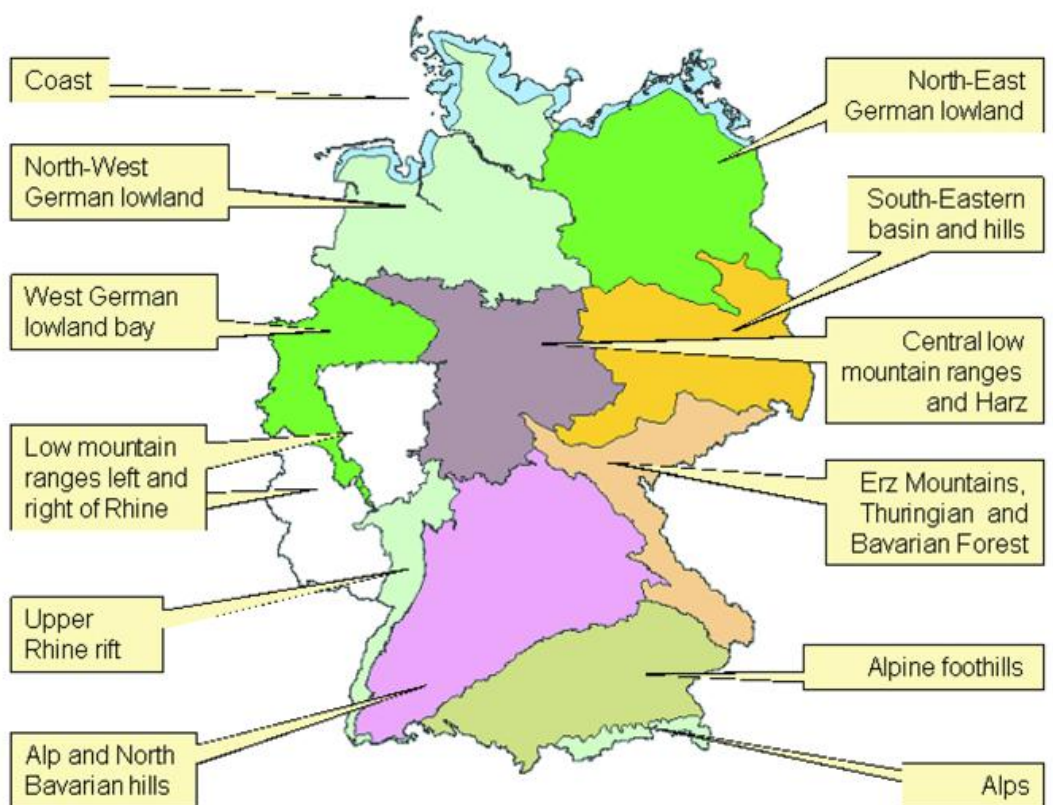 Coast
North-West
German lowland
West German
lowland bay
Low mountain
ranges left and
right of Rhine
Upper
Rhine rift
Alp and North
Bavarian hills
North-East
German lowland
South-Eastern
basin and hills
Central low
mountain ranges
and Harz
Erz Mountains,
Thuringian and
Bavarian Forest
Alpine foothills
Alps